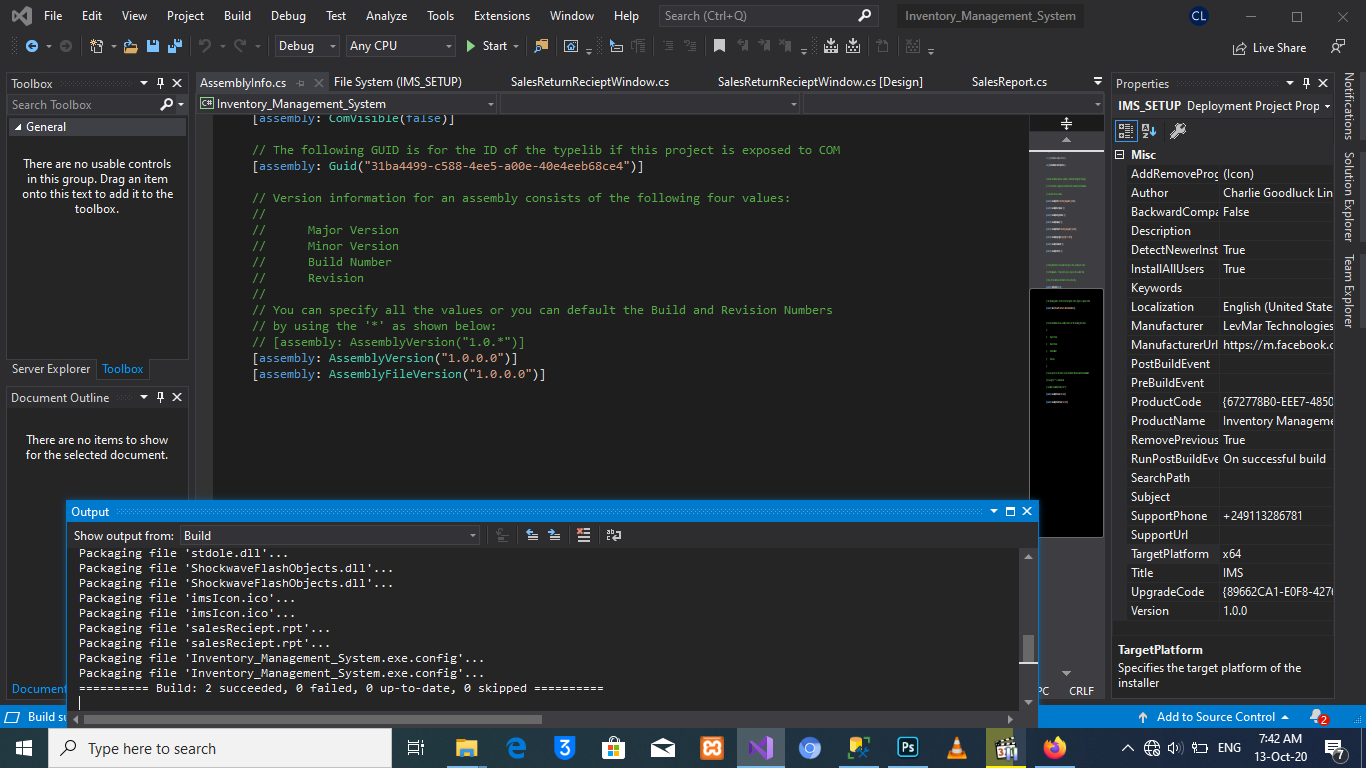 File Edit View Project Build Debug Test Analyze Tools Extensions Window Help Search (Ctrl+Q) Inventory_Management_System CL
Debug Any CPU Start Live Share
Toolbox
Search Toolbox
General
There are no usable controls
in this group. Drag an item
onto this text to add it to the
toolbox.
Server Explorer Toolbox
Document Outline
There are no items to show
for the selected document.
Document
AssemblyInfo.cs File System (IMS_SETUP) SalesReturnRecieptWindow.cs SalesReturnRecieptWindow.cs [Design] SalesReport.cs
C# Inventory_Management_System
[assembly: ComVisible(false)]
// The following GUID is for the ID of the typelib if this project is exposed to COM
[assembly: Guid("31ba4499-c588-4ee5-a00e-40e4eeb68ce4")]
// Version information for an assembly consists of the following four values:
//
// Major Version
// Minor Version
// Build Number
// Revision
//
// You can specify all the values or you can default the Build and Revision Numbers
// by using the '*' as shown below:
// [assembly: AssemblyVersion("1.0.*")]
[assembly: AssemblyVersion("1.0.0.0")]
[assembly: AssemblyFileVersion("1.0.0.0")]
PC CRLF
Output
Show output from: Build
Packaging file 'stdole.dll'...
Packaging file 'ShockwaveFlashObjects.dll'...
Packaging file 'ShockwaveFlashObjects.dll'...
Packaging file 'imsIcon.ico'...
Packaging file 'imsIcon.ico'...
Packaging file 'salesReciept.rpt'...
Packaging file 'salesReciept.rpt'...
Packaging file 'Inventory_Management_System.exe.config'...
Packaging file 'Inventory_Management_System.exe.config'...
========== Build: 2 succeeded, 0 failed, 0 up-to-date, 0 skipped ==========
Properties
IMS_SETUP Deployment Project Prop
Misc
AddRemoveProg (Icon)
Author Charlie Goodluck Lin
BackwardCompa False
Description
DetectNewerInst True
InstallAllUsers True
Keywords
Localization English (United State
Manufacturer LevMar Technologies
ManufacturerUrl https://m.facebook.c
PostBuildEvent
PreBuildEvent
ProductCode {672778B0-EEE7-4850
ProductName Inventory Manageme
RemovePrevious True
RunPostBuildEve On successful build
SearchPath
Subject
SupportPhone +249113286781
SupportUrl
TargetPlatform x64
Title IMS
UpgradeCode {89662CA1-E0F8-4276
Version 1.0.0
TargetPlatform
Specifies the target platform of the
installer
Notifications
Solution Explorer
Team Explorer
Build su Add to Source Control 2
Type here to search
3
Ps
ENG
7:42 AM
13-Oct-20
7